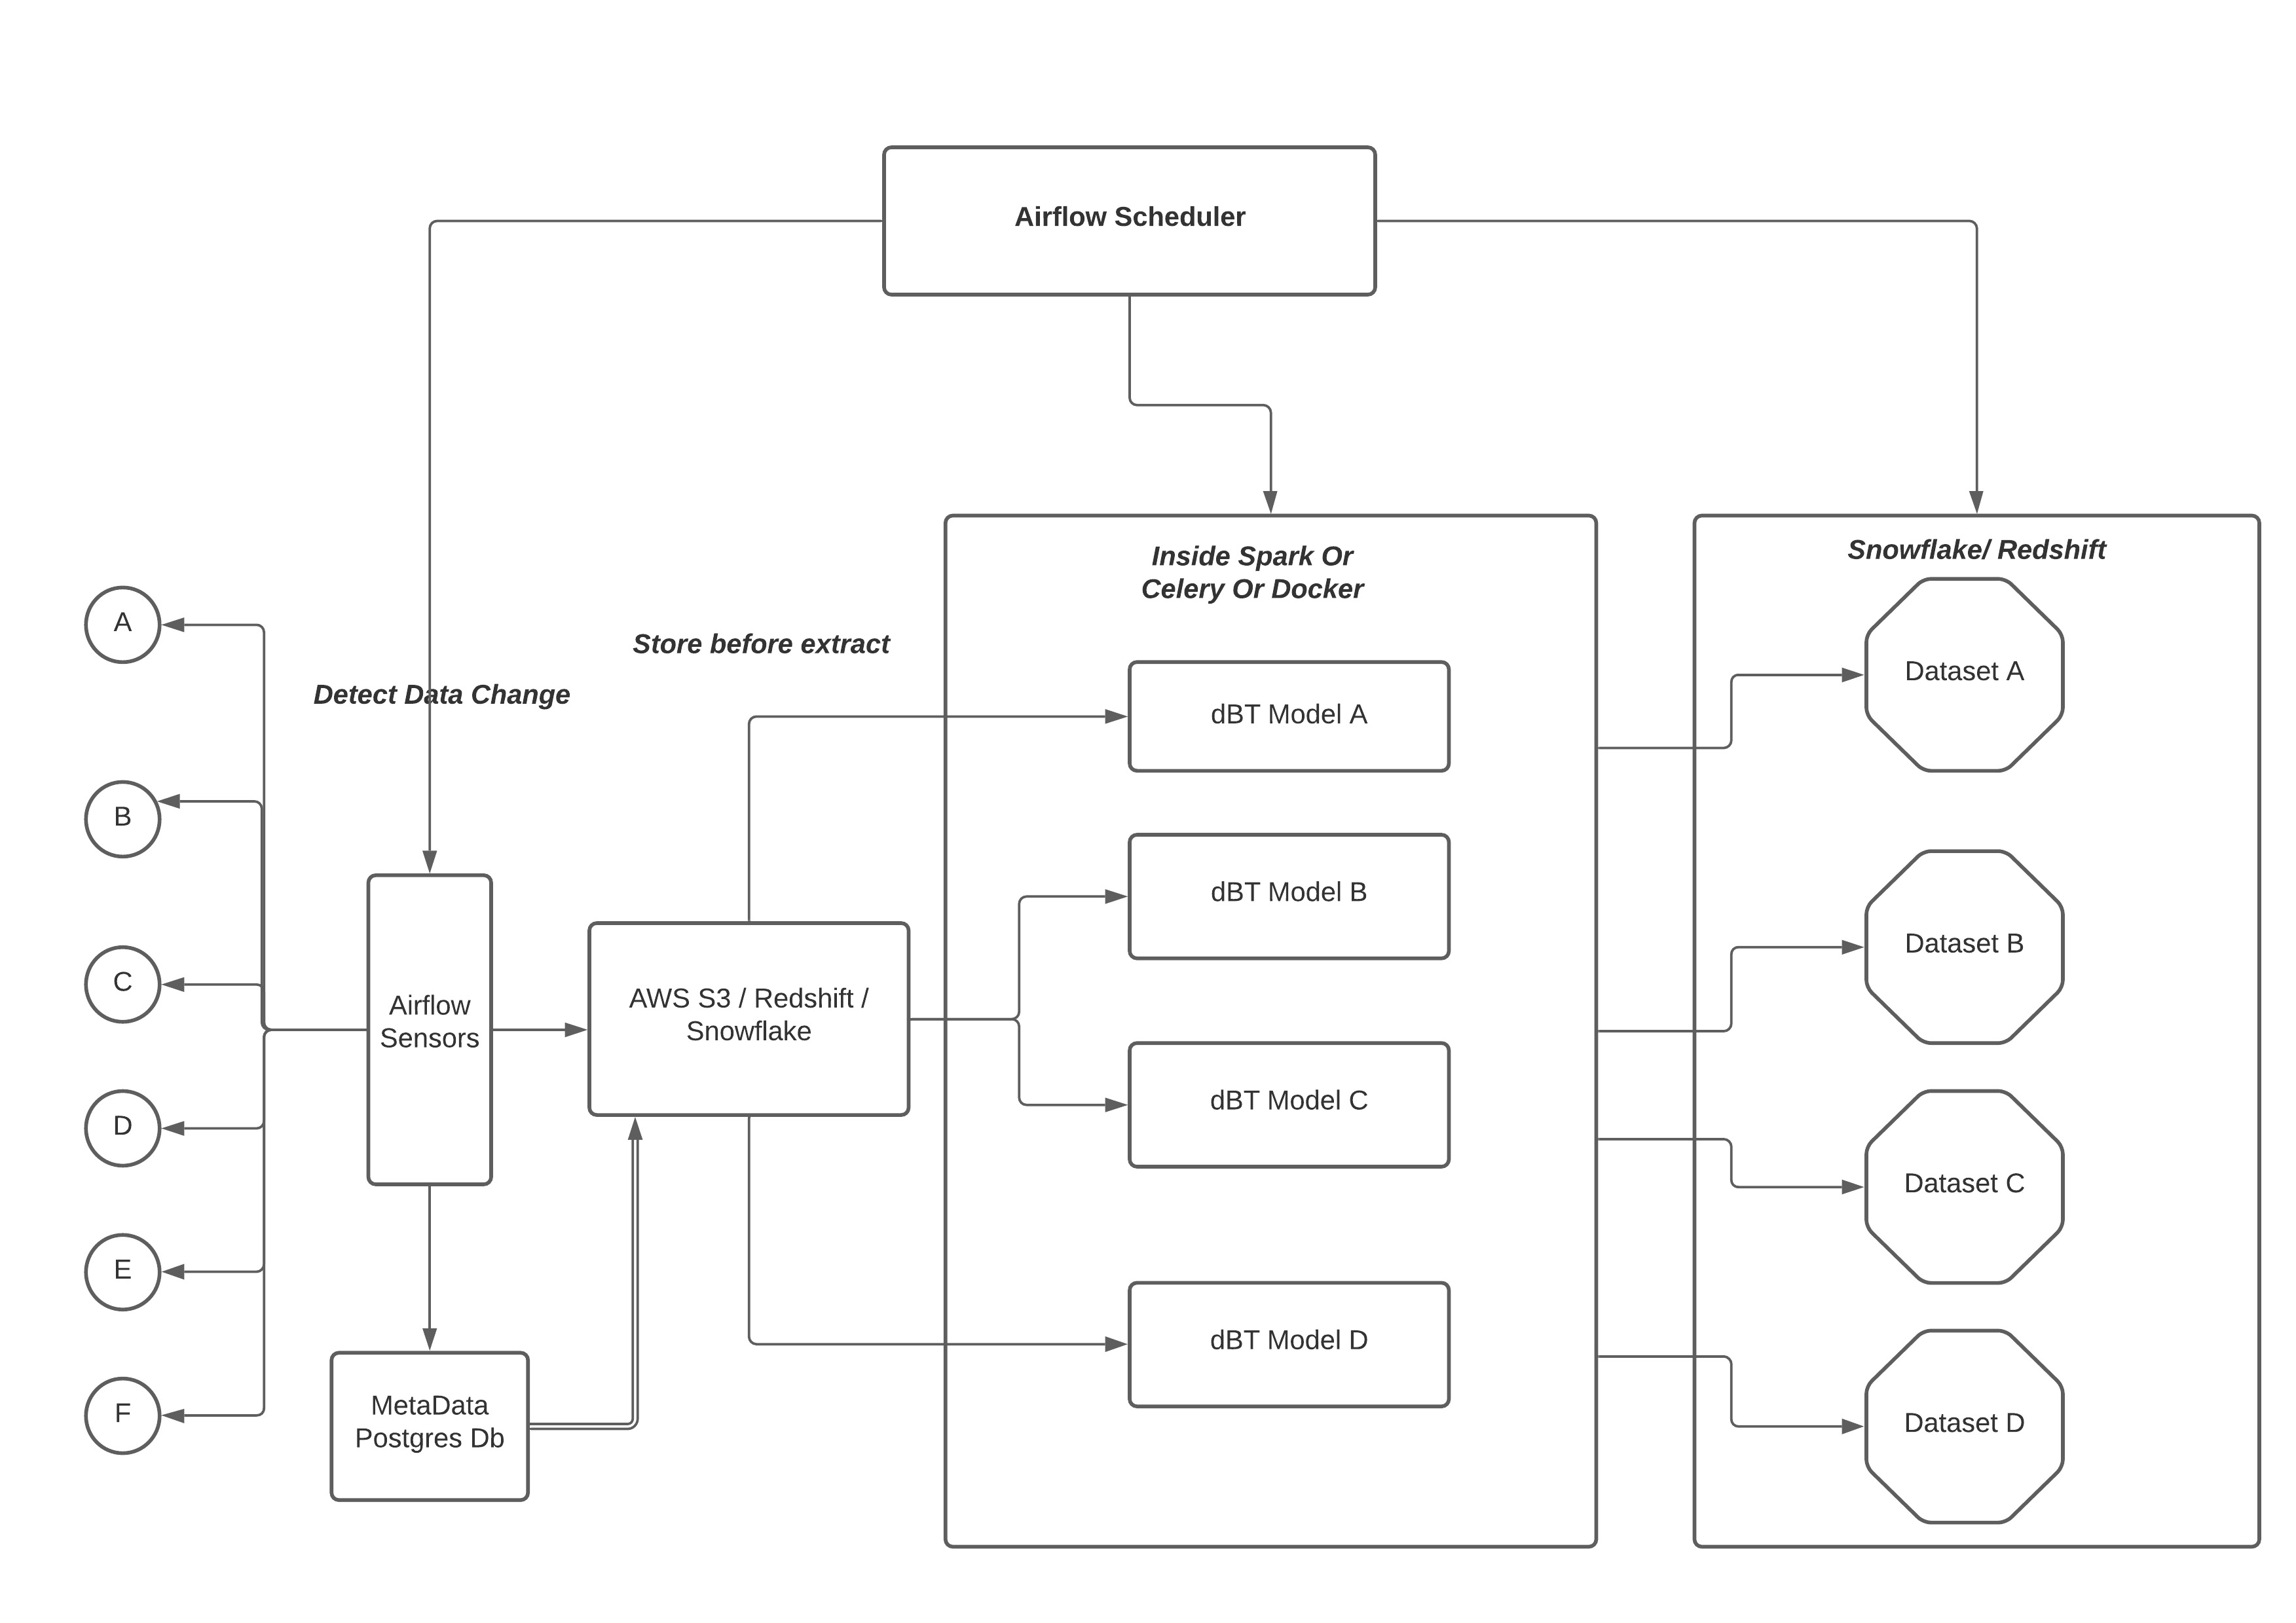 Airflow Scheduler
Inside Spark Or
Celery Or Docker
Snowflake/ Redshift
Store before extract
Detect Data Change
A
B
C
D
E
F
Airflow
Sensors
MetaData
Postgres Db
AWS S3 / Redshift /
Snowflake
dBT Model A
dBT Model B
dBT Model C
dBT Model D
Dataset A
Dataset B
Dataset C
Dataset D